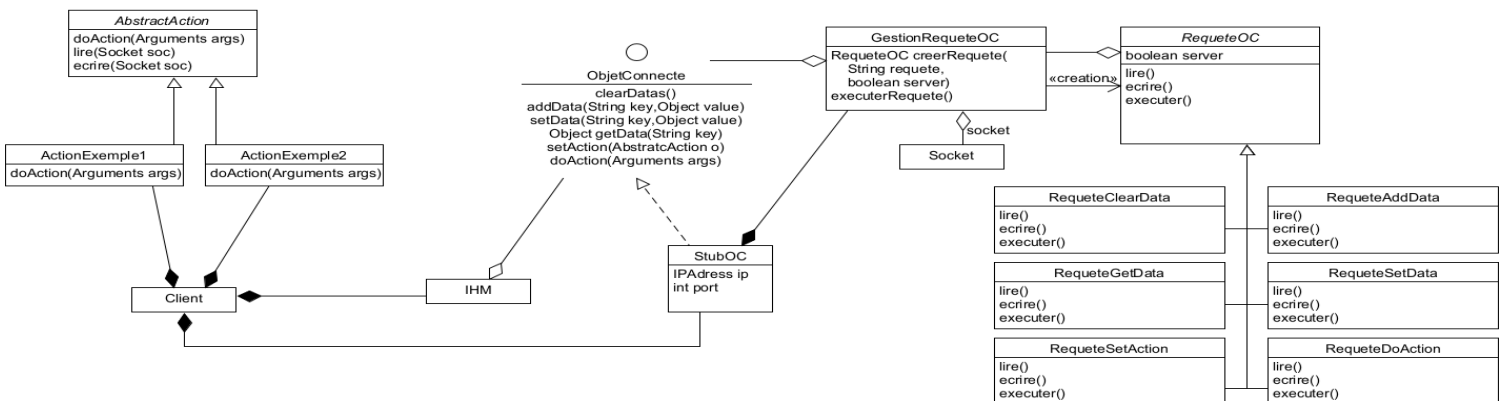 AbstractAction
doAction(Arguments args)
lire(Socket soc)
ecrire(Socket soc)
ActionExemple1
doAction(Arguments args)
ActionExemple2
doAction(Arguments args)
Client
IHM
ObjetConnecte
clearDatas()
addData(String key,Object value)
setData(String key,Object value)
Object getData(String key)
setAction(AbstratcAction o)
doAction(Arguments args)
StubOC
IPAdress ip
int port
GestionRequeteOC
RequeteOC creerRequete(
String requete,
boolean server)
executerRequete()
socket
Socket
«creation»
RequeteOC
boolean server
lire()
ecrire()
executer()
RequeteClearData
lire()
ecrire()
executer()
RequeteAddData
lire()
ecrire()
executer()
RequeteGetData
lire()
ecrire()
executer()
RequeteSetData
lire()
ecrire()
executer()
RequeteSetAction
lire()
ecrire()
executer()
RequeteDoAction
lire()
ecrire()
executer()